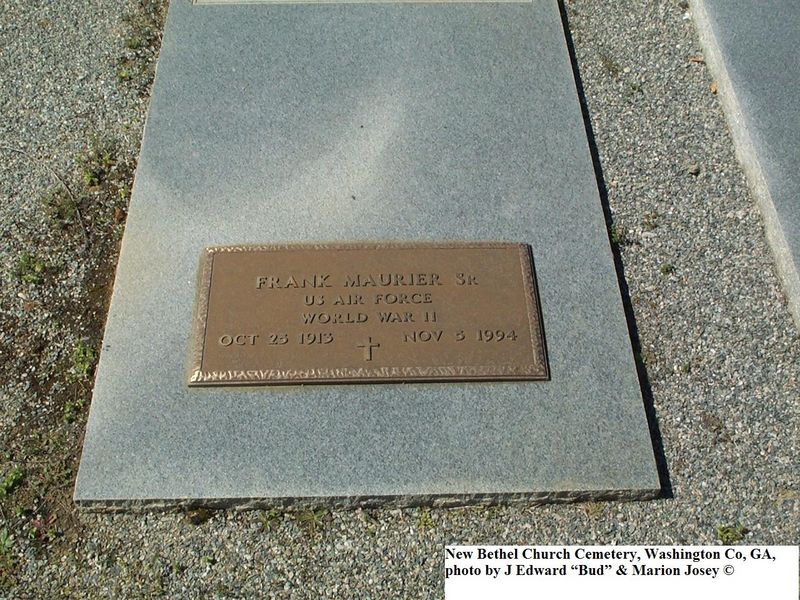 FRANK MAURIER SR
US AIR FORCE
WORLD WAR II
OCT 25 1913 NOV 5 1994
New Bethel Church Cemetery, Washington Co, GA,
photo by J Edward “Bud” & Marion Josey ©